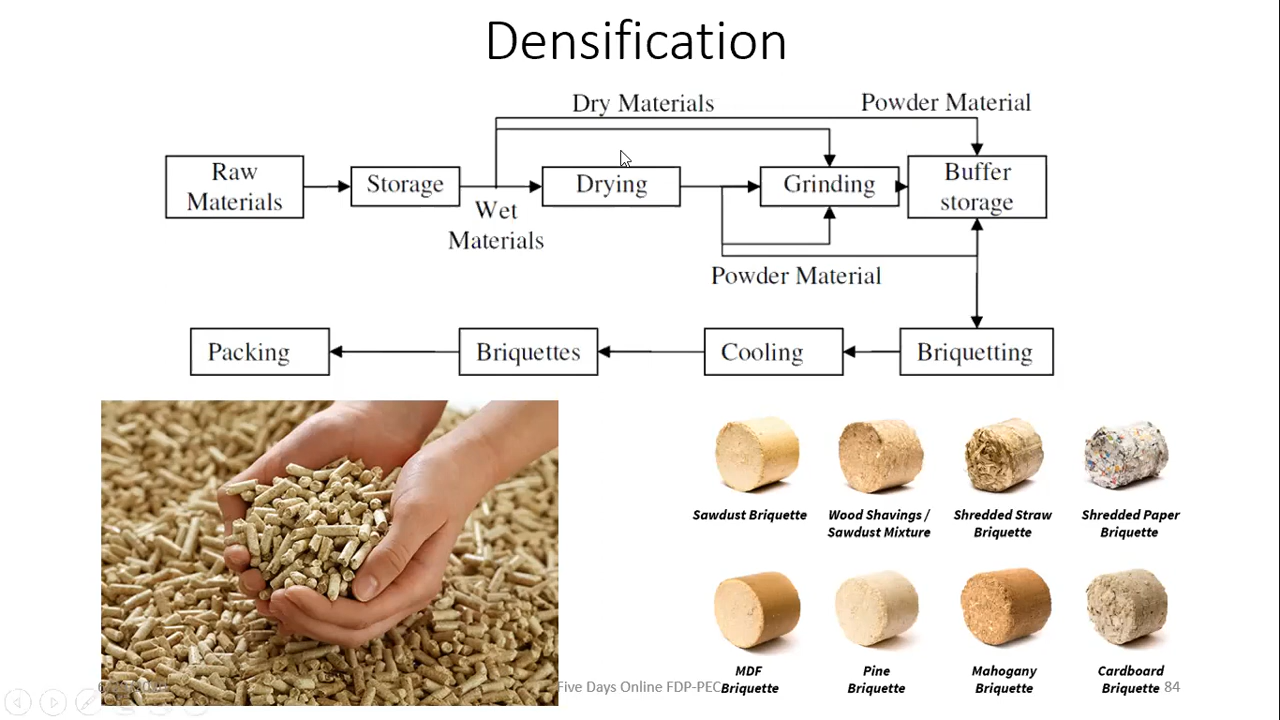 Densification
Dry Materials
Powder Material
Raw
Materials
Storage
Drying
Grinding
Buffer
storage
Wet
Materials
Powder Material
Packing
Briquettes
Cooling
Briquetting
Sawdust Briquette
Wood Shavings /
Sawdust Mixture
Shredded Straw
Briquette
Shredded Paper
Briquette
MDF
Briquette
Pine
Briquette
Mahogany
Briquette
Cardboard
Briquette
Five Days Online FDP-PEC
84